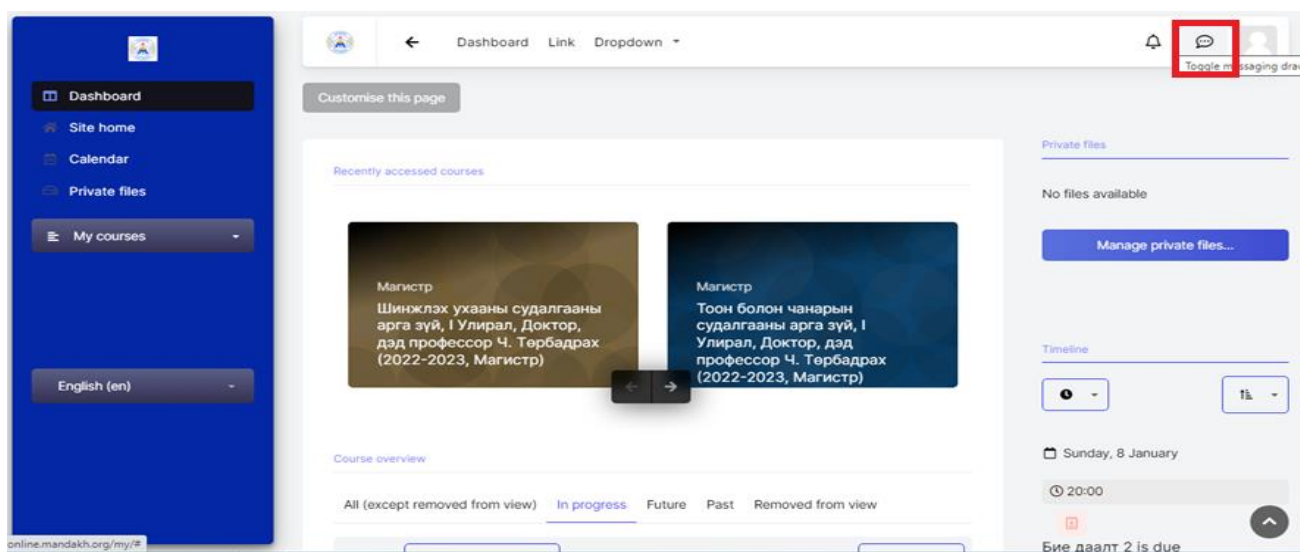 Dashboard Link Dropdown
Toggle messaging dra
Dashboard
Site home
Calendar
Private files
My courses
English (en)
online.mandakh.org/my/#
Customise this page
Recently accessed courses
Магистр
Шинжлэх ухааны судалгааны
арга зүй, I Улирал, Доктор,
дэд профессор Ч. Төрбадрах
(2022-2023, Магистр)
Магистр
Тоон болон чанарын
судалгааны арга зүй, I
Улирал, Доктор, дэд
профессор Ч. Төрбадрах
(2022-2023, Магистр)
Course overview
All (except removed from view) In progress Future Past Removed from view
Private files
No files available
Manage private files...
Timeline
Sunday, 8 January
20:00
Бие даалт 2 is due